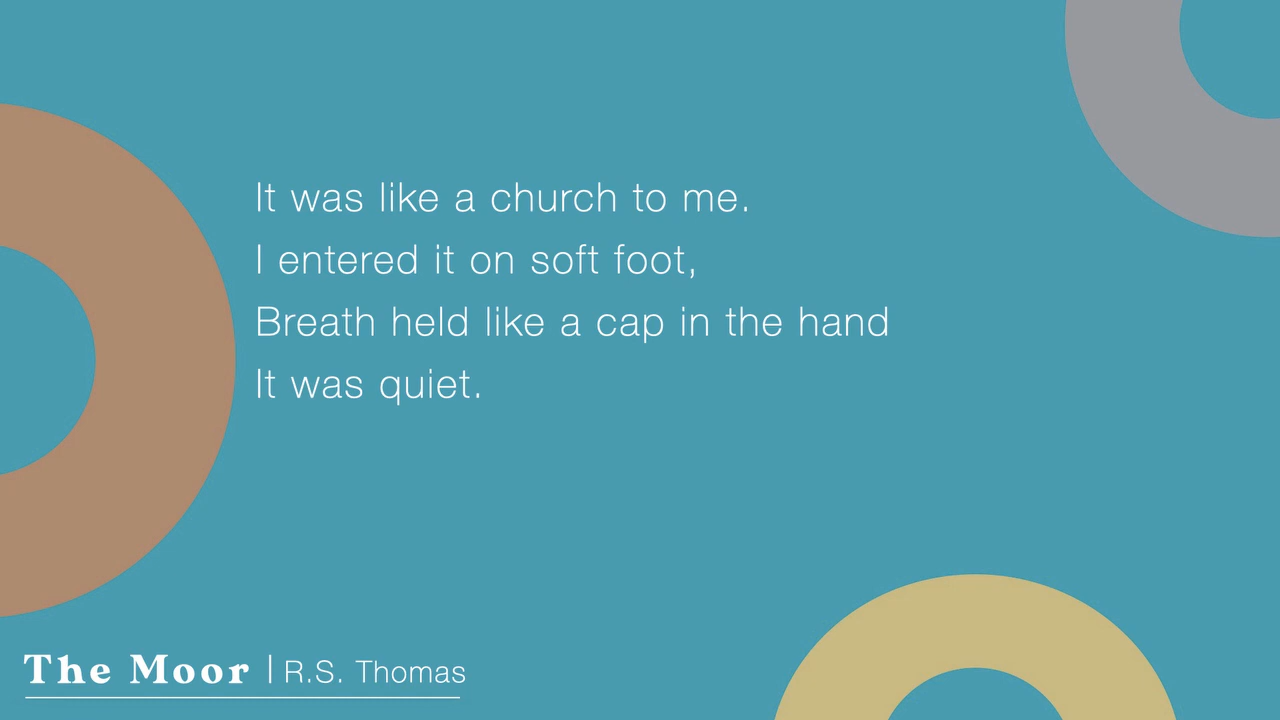 It was like a church to me.
I entered it on soft foot,
Breath held like a cap in the hand
It was quiet.
The Moor | R.S. Thomas